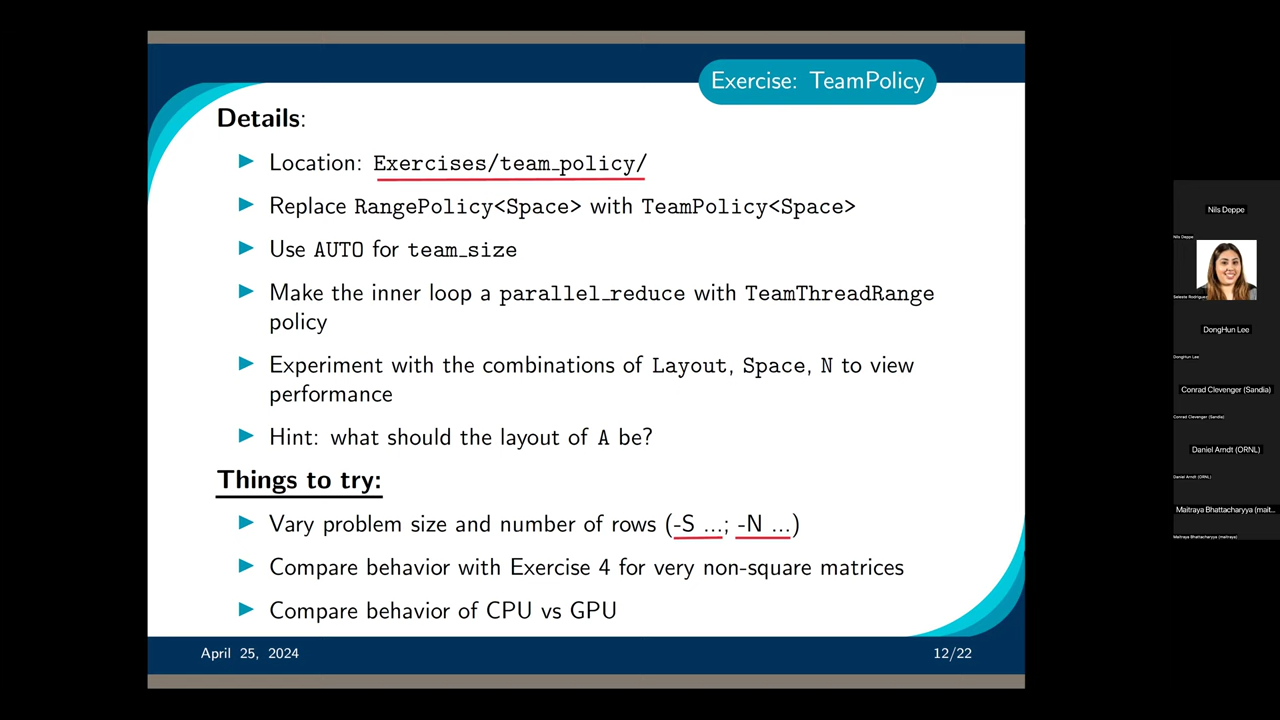 Exercise: TeamPolicy
Details:
Location: Exercises/team_policy/
Replace RangePolicy<Space> with TeamPolicy<Space>
Use AUTO for team_size
Make the inner loop a parallel_reduce with TeamThreadRange
policy
Experiment with the combinations of Layout, Space, N to view
performance
Hint: what should the layout of A be?
Things to try:
Vary problem size and number of rows (-S ...; -N ...)
Compare behavior with Exercise 4 for very non-square matrices
Compare behavior of CPU vs GPU
April 25, 2024
12/22
Nils Deppe
Nils Deppe
DongHun Lee
DongHun Lee
Conrad Clevenger (Sandia)
Conrad Clevenger (Sandia)
Daniel Arndt (ORNL)
Daniel Arndt (ORNL)
Maitraya Bhattacharyya (mait...
Maitraya Bhattacharyya (maitraya)